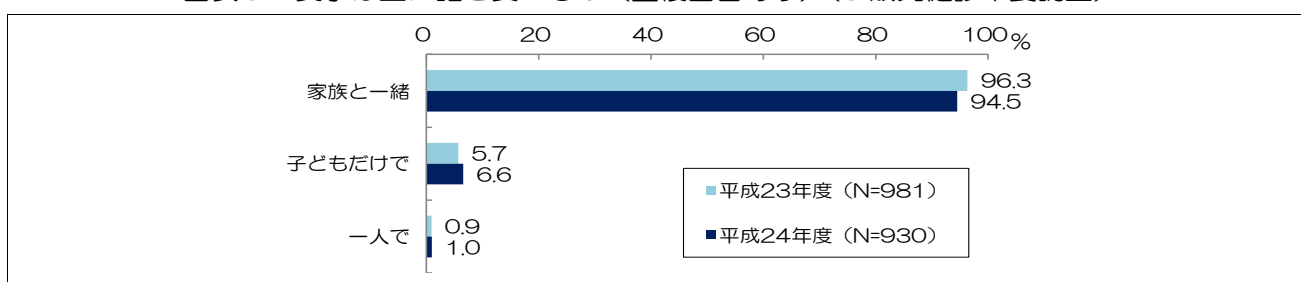 0 20 40 60 80 100 %
家族と一緒 96.3
94.5
子どもだけで 5.7
6.6
一人で 0.9
1.0
平成23年度（N=981）
平成24年度（N=930）